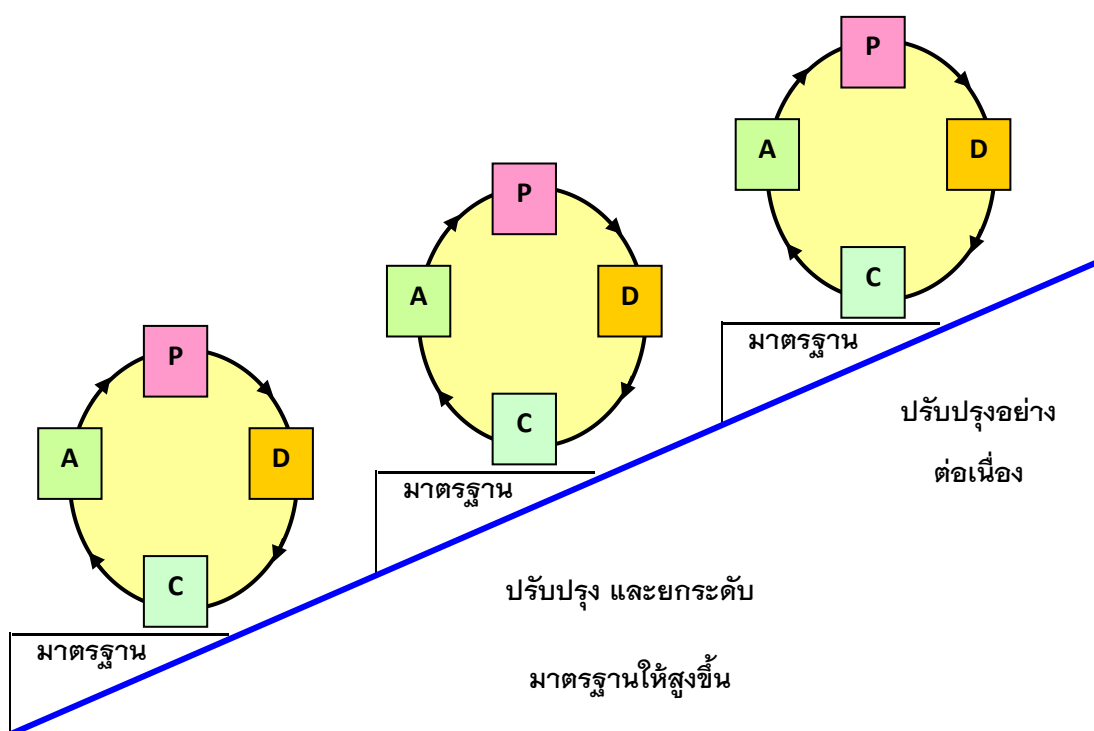 P
A
D
C
มาตรฐาน
P
A
D
C
มาตรฐาน
P
A
D
C
มาตรฐาน
ปรับปรุง และยกระดับ
มาตรฐานให้สูงขึ้น
ปรับปรุงอย่าง
ต่อเนื่อง